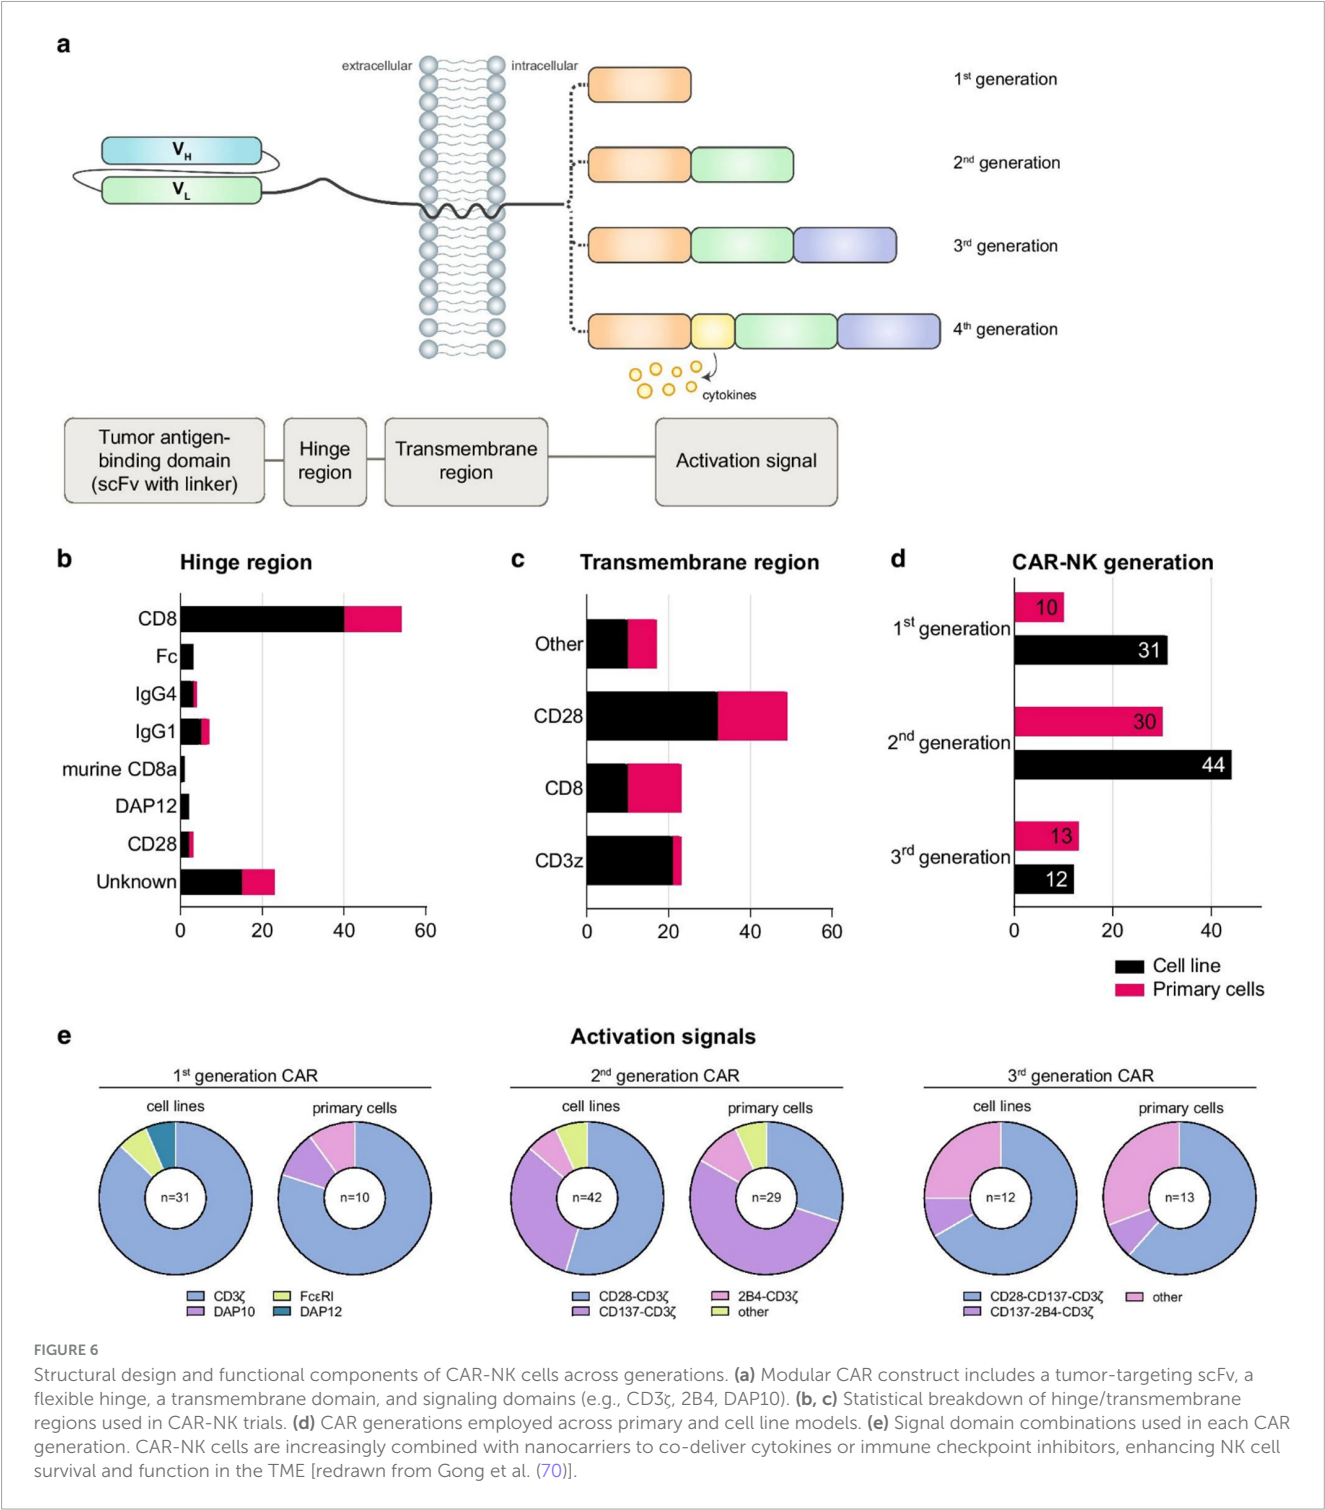 a
extracellular
intracellular
1st generation
VH
2nd generation
VL
3rd generation
4th generation
cytokines
Tumor antigen-
binding domain
(scFv with linker)
Hinge
region
Transmembrane
region
Activation signal
b
Hinge region
CD8
Fc
IgG4
IgG1
murine CD8a
DAP12
CD28
Unknown
0 20 40 60
c
Transmembrane region
Other
CD28
CD8
CD3z
0 20 40 60
d
CAR-NK generation
10
1st generation
31
30
2nd generation
44
13
3rd generation
12
0 20 40
Cell line
Primary cells
e
Activation signals
1st generation CAR
cell lines
primary cells
n=31
n=10
CD3ζ
FcεRI
DAP10
DAP12
2nd generation CAR
cell lines
primary cells
n=42
n=29
CD28-CD3ζ
2B4-CD3ζ
CD137-CD3ζ
other
3rd generation CAR
cell lines
primary cells
n=12
n=13
CD28-CD137-CD3ζ
other
CD137-2B4-CD3ζ
FIGURE 6
Structural design and functional components of CAR-NK cells across generations. (a) Modular CAR construct includes a tumor-targeting scFv, a
flexible hinge, a transmembrane domain, and signaling domains (e.g., CD3ζ, 2B4, DAP10). (b, c) Statistical breakdown of hinge/transmembrane
regions used in CAR-NK trials. (d) CAR generations employed across primary and cell line models. (e) Signal domain combinations used in each CAR
generation. CAR-NK cells are increasingly combined with nanocarriers to co-deliver cytokines or immune checkpoint inhibitors, enhancing NK cell
survival and function in the TME [redrawn from Gong et al. (70)].